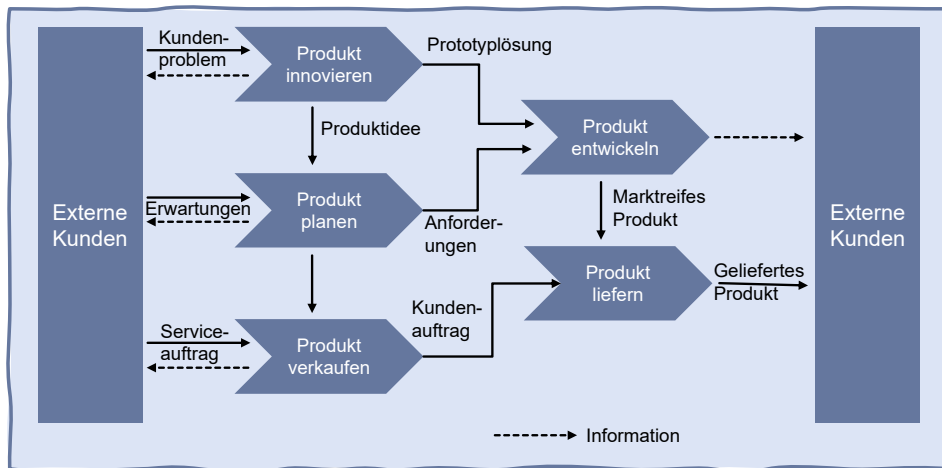 Externe
Kunden
Kunden-
problem
Produkt
innovieren
Prototyplösung
Produktidee
Produkt
entwickeln
Erwartungen
Produkt
planen
Anforder-
ungen
Marktreifes
Produkt
Externe
Kunden
Produkt
liefern
Geliefertes
Produkt
Kunden-
auftrag
Service-
auftrag
Produkt
verkaufen
Information